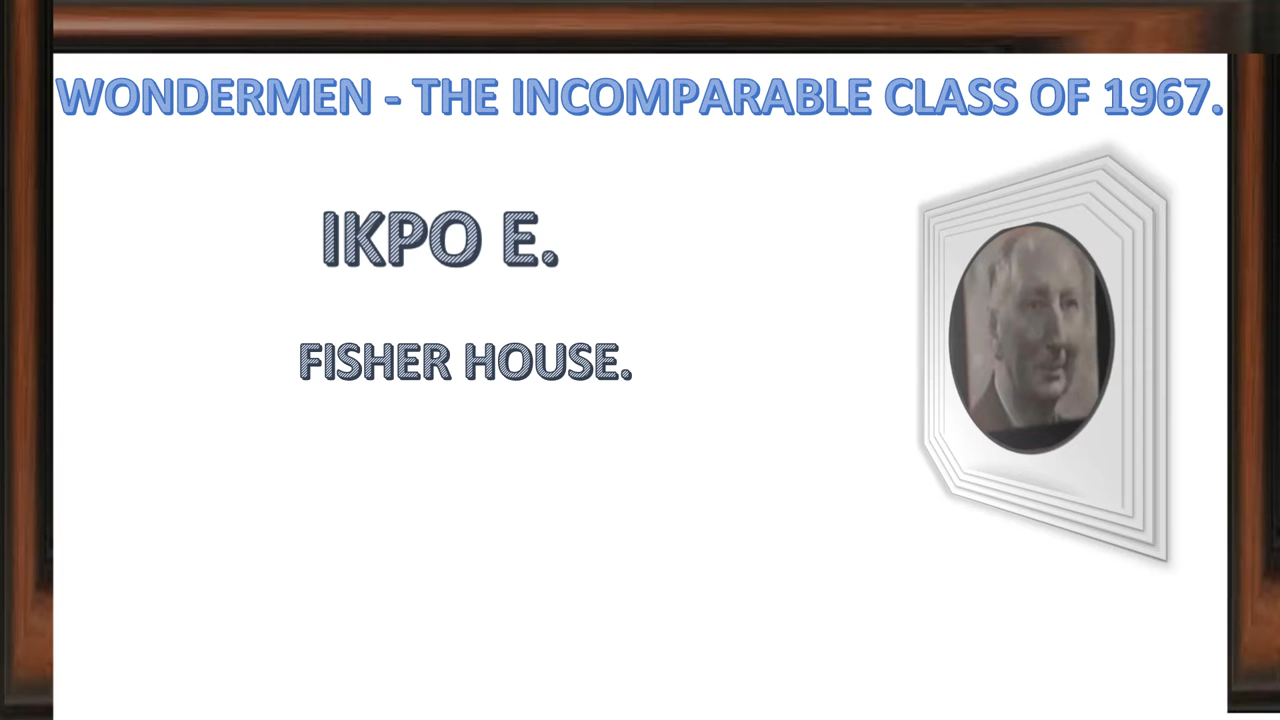 WONDERMEN - THE INCOMPARABLE CLASS OF 1967.
IKPO E.
FISHER HOUSE.